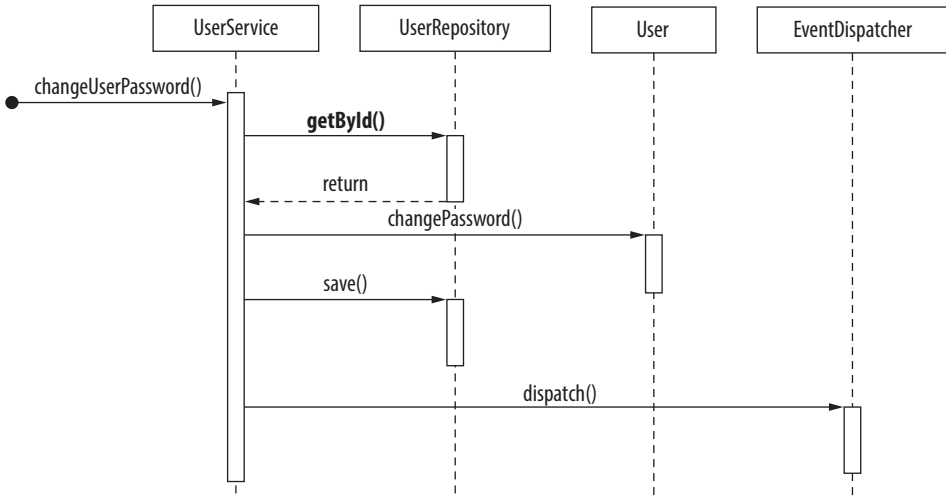 UserService
UserRepository
User
EventDispatcher
changeUserPassword()
getById()
return
changePassword()
save()
dispatch()